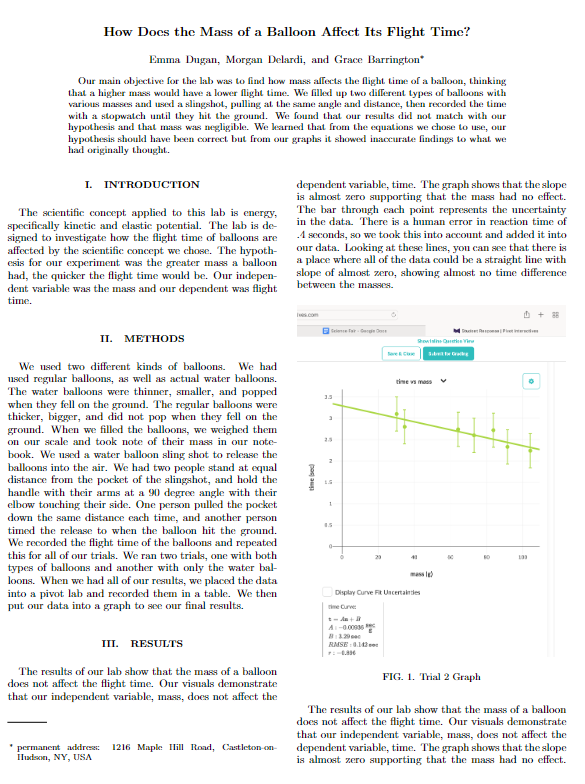 How Does the Mass of a Balloon Affect Its Flight Time?
Emma Dugan, Morgan Delardi, and Grace Barrington*
Our main objective for the lab was to find how mass affects the flight time of a balloon, thinking
that a higher mass would have a lower flight time. We filled up two different types of balloons with
various masses and used a slingshot, pulling at the same angle and distance, then recorded the time
with a stopwatch until they hit the ground. We found that our results did not match with our
hypothesis and that mass was negligible. We learned that from the equations we chose to use, our
hypothesis should have been correct but from our graphs it showed inaccurate findings to what we
had originally thought.
I. INTRODUCTION
The scientific concept applied to this lab is energy,
specifically kinetic and elastic potential. The lab is de-
signed to investigate how the flight time of balloons are
affected by the scientific concept we chose. The hypoth-
esis for our experiment was the greater mass a balloon
had, the quicker the flight time would be. Our indepen-
dent variable was the mass and our dependent was flight
time.
II. METHODS
We used two different kinds of balloons. We had
used regular balloons, as well as actual water balloons.
The water balloons were thinner, smaller, and popped
when they fell on the ground. The regular balloons were
thicker, bigger, and did not pop when they fell on the
ground. When we filled the balloons, we weighed them
on our scale and took note of their mass in our note-
book. We used a water balloon sling shot to release the
balloons into the air. We had two people stand at equal
distance from the pocket of the slingshot, and hold the
handle with their arms at a 90 degree angle with their
elbow touching their side. One person pulled the pocket
down the same distance each time, and another person
timed the release to when the balloon hit the ground.
We recorded the flight time of the balloons and repeated
this for all of our trials. We ran two trials, one with both
types of balloons and another with only the water bal-
loons. When we had all of our results, we placed the data
into a pivot lab and recorded them in a table. We then
put our data into a graph to see our final results.
III. RESULTS
The results of our lab show that the mass of a balloon
does not affect the flight time. Our visuals demonstrate
that our independent variable, mass, does not affect the
* permanent address: 1216 Maple Hill Road, Castleton-on-
Hudson, NY, USA
dependent variable, time. The graph shows that the slope
is almost zero supporting that the mass had no effect.
The bar through each point represents the uncertainty
in the data. There is a human error in reaction time of
.4 seconds, so we took this into account and added it into
our data. Looking at these lines, you can see that there is
a place where all of the data could be a straight line with
slope of almost zero, showing almost no time difference
between the masses.
Science Fair - Google Docs
Student Response | Pivot Interactives
Show Inline Question View
Save & Close
Submit for Grading
time vs mass
3.5
3
2.5
2
1.5
1
0.5
0
time (sec)
0 20 40 60 80 100
mass (g)
Display Curve Fit Uncertainties
time Curve:
t = Am + B
A: -0.00936 sec/g
B: 3.29 sec
RMSE: 0.142 sec
r: -0.896
FIG. 1. Trial 2 Graph
The results of our lab show that the mass of a balloon
does not affect the flight time. Our visuals demonstrate
that our independent variable, mass, does not affect the
dependent variable, time. The graph shows that the slope
is almost zero supporting that the mass had no effect.